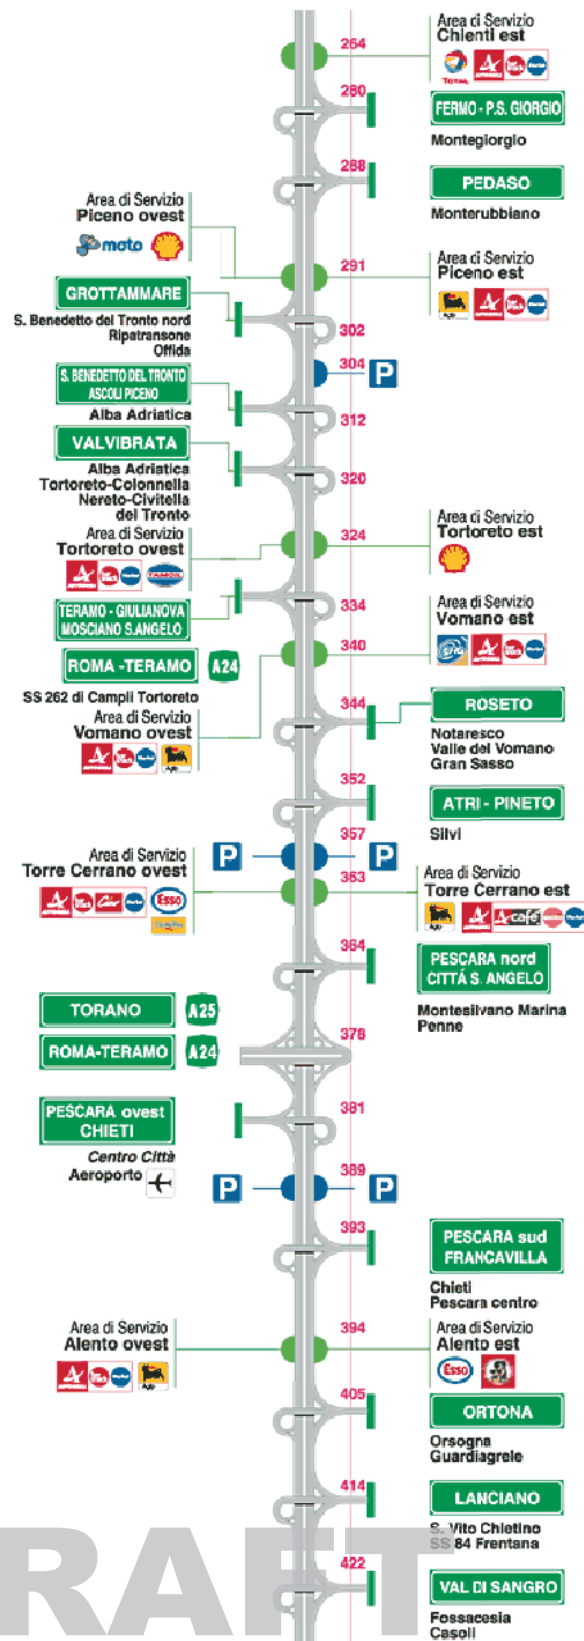 264
Area di Servizio
Chienti est
TOTAL
280
FERMO - P.S. GIORGIO
Montegiorgio
288
PEDASO
Monterubbiano
Area di Servizio
Piceno ovest
moto
291
Area di Servizio
Piceno est
GROTTAMMARE
S. Benedetto del Tronto nord
Ripatransone
Offida
302
304
P
S. BENEDETTO DEL TRONTO
ASCOLI PICENO
Alba Adriatica
312
VALVIBRATA
Alba Adriatica
Tortoreto-Colonnella
Nereto-Civitella
del Tronto
320
Area di Servizio
Tortoreto ovest
TAMOIL
324
Area di Servizio
Tortoreto est
TERAMO - GIULIANOVA
MOSCIANO S.ANGELO
334
ROMA -TERAMO
A24
SS 262 di Campli Tortoreto
340
Area di Servizio
Vomano est
Area di Servizio
Vomano ovest
344
ROSETO
Notaresco
Valle del Vomano
Gran Sasso
352
ATRI - PINETO
Silvi
357
P
P
Area di Servizio
Torre Cerrano ovest
Esso
363
Area di Servizio
Torre Cerrano est
café
364
PESCARA nord
CITTÁ S. ANGELO
Montesilvano Marina
Penne
TORANO
A25
ROMA-TERAMO
A24
378
381
PESCARA ovest
CHIETI
Centro Città
Aeroporto
389
P
P
393
PESCARA sud
FRANCAVILLA
Chieti
Pescara centro
Area di Servizio
Alento ovest
394
Area di Servizio
Alento est
Esso
405
ORTONA
Orsogna
Guardiagrele
414
LANCIANO
S. Vito Chietino
SS 84 Frentana
422
VAL DI SANGRO
Fossacesia
Casoli
RAFT